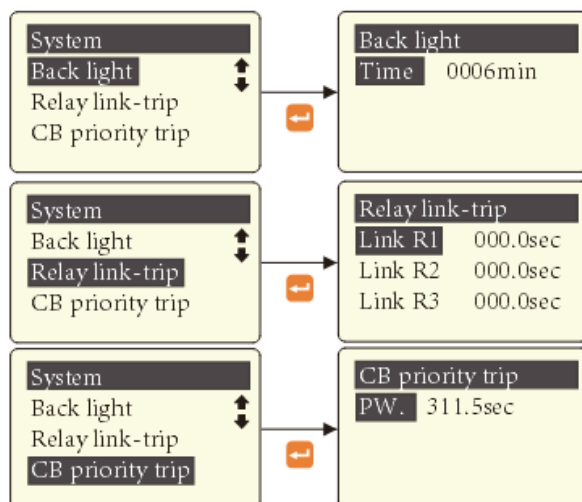 System
Back light
Relay link-trip
CB priority trip
Back light
Time 0006min
System
Back light
Relay link-trip
CB priority trip
Relay link-trip
Link R1 000.0sec
Link R2 000.0sec
Link R3 000.0sec
System
Back light
Relay link-trip
CB priority trip
CB priority trip
PW. 311.5sec